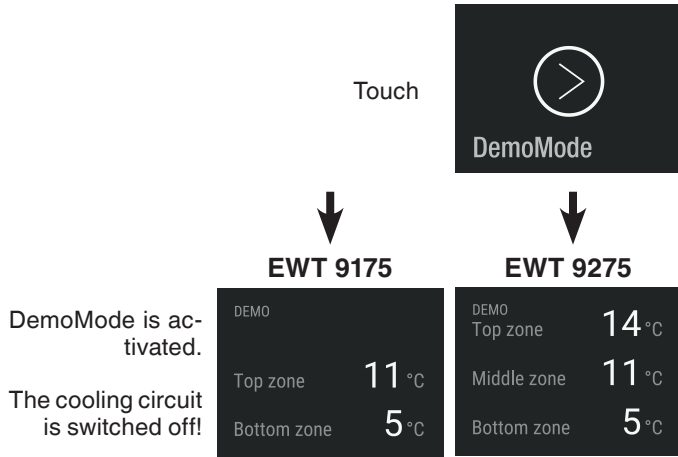 Touch
DemoMode
EWT 9175
EWT 9275
DemoMode is ac-
tivated.
The cooling circuit
is switched off!
DEMO
Top zone 11 °C
Bottom zone 5 °C
DEMO
Top zone 14 °C
Middle zone 11 °C
Bottom zone 5 °C